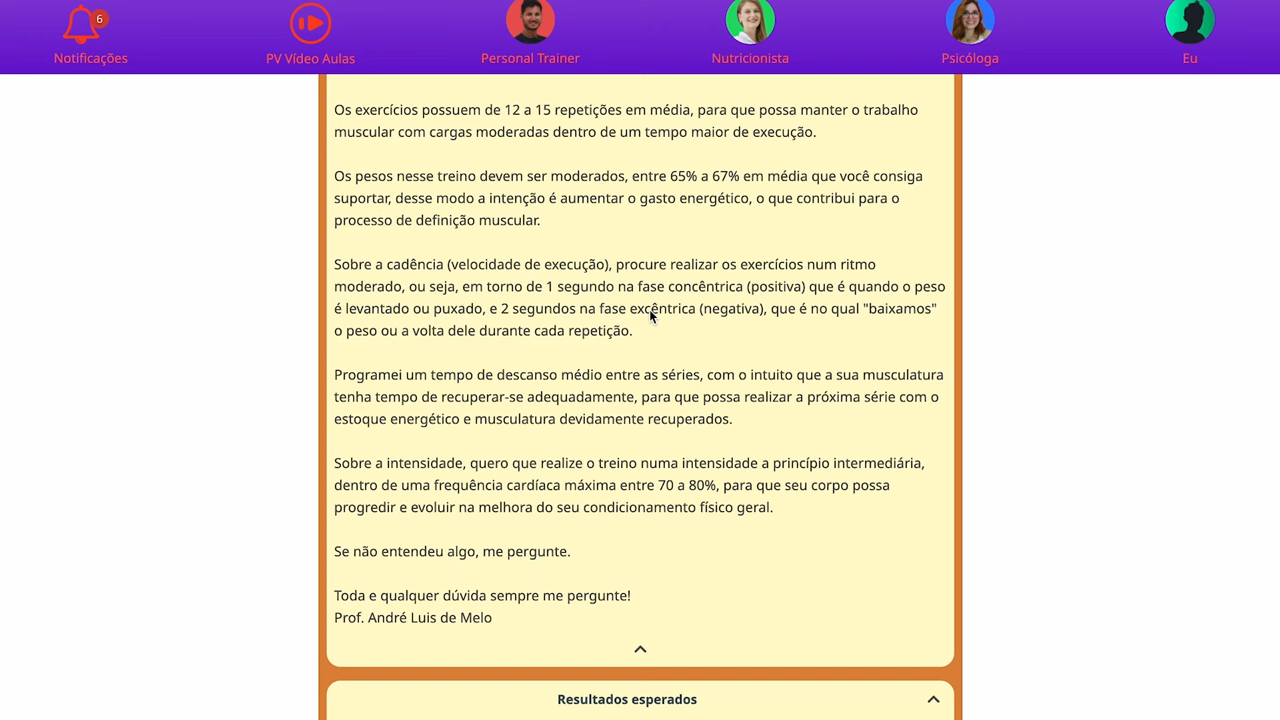 6
Notificações
PV Vídeo Aulas
Personal Trainer
Nutricionista
Psicóloga
Eu
Os exercícios possuem de 12 a 15 repetições em média, para que possa manter o trabalho
muscular com cargas moderadas dentro de um tempo maior de execução.
Os pesos nesse treino devem ser moderados, entre 65% a 67% em média que você consiga
suportar, desse modo a intenção é aumentar o gasto energético, o que contribui para o
processo de definição muscular.
Sobre a cadência (velocidade de execução), procure realizar os exercícios num ritmo
moderado, ou seja, em torno de 1 segundo na fase concêntrica (positiva) que é quando o peso
é levantado ou puxado, e 2 segundos na fase excêntrica (negativa), que é no qual "baixamos"
o peso ou a volta dele durante cada repetição.
Programei um tempo de descanso médio entre as séries, com o intuito que a sua musculatura
tenha tempo de recuperar-se adequadamente, para que possa realizar a próxima série com o
estoque energético e musculatura devidamente recuperados.
Sobre a intensidade, quero que realize o treino numa intensidade a princípio intermediária,
dentro de uma frequência cardíaca máxima entre 70 a 80%, para que seu corpo possa
progredir e evoluir na melhora do seu condicionamento físico geral.
Se não entendeu algo, me pergunte.
Toda e qualquer dúvida sempre me pergunte!
Prof. André Luis de Melo
Resultados esperados